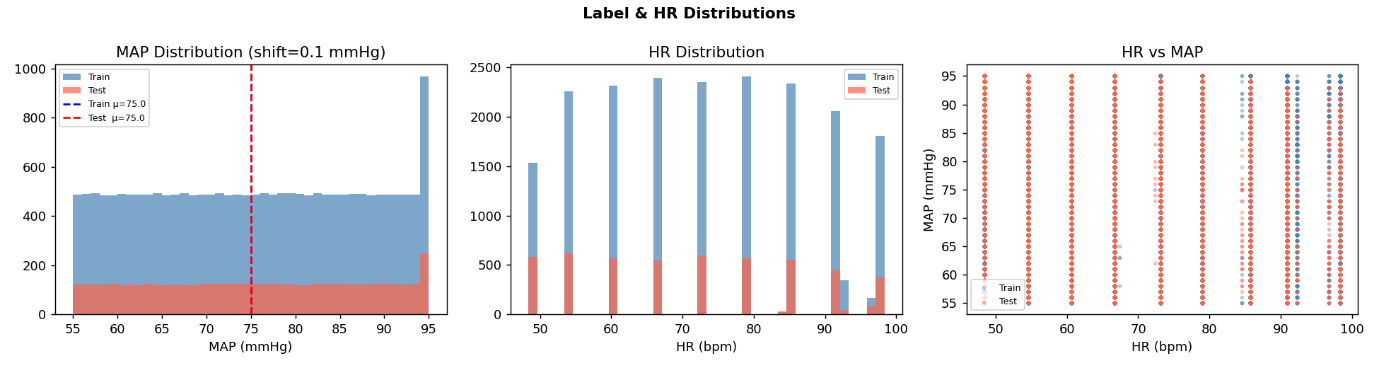 Label & HR Distributions
MAP Distribution (shift=0.1 mmHg)
1000
800
600
400
200
0
55 60 65 70 75 80 85 90 95
MAP (mmHg)
Train
Test
Train μ=75.0
Test μ=75.0
HR Distribution
2500
2000
1500
1000
500
0
50 60 70 80 90 100
HR (bpm)
Train
Test
HR vs MAP
MAP (mmHg)
95
90
85
80
75
70
65
60
55
50 60 70 80 90 100
HR (bpm)
Train
Test